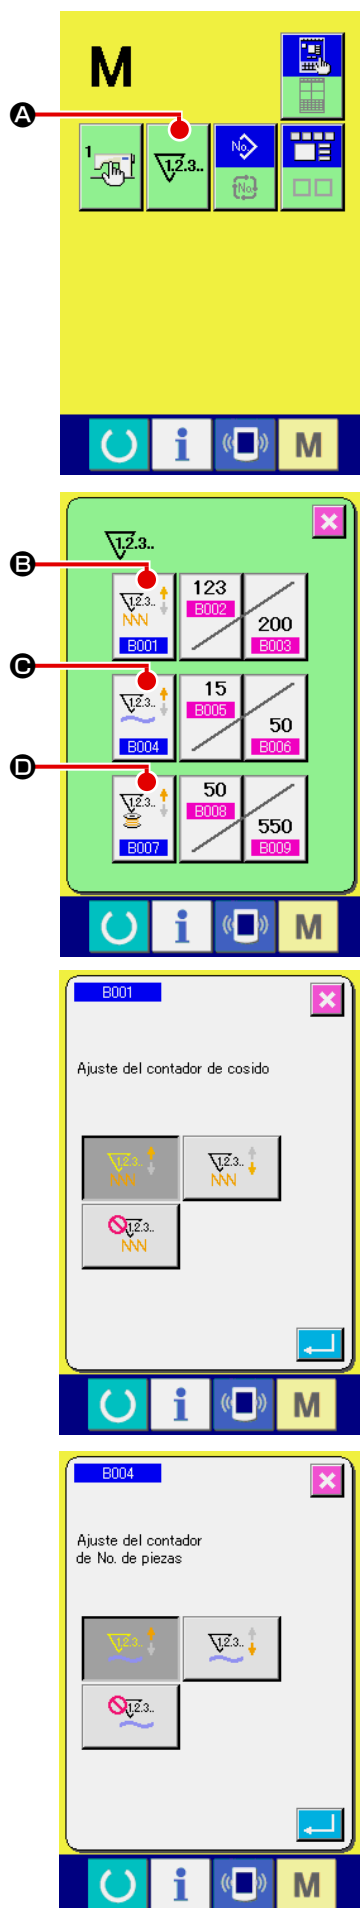 M
A
1
1.2.3..
No.
No.
i
M
1.2.3..
B
1.2.3..
B001
123
B002
200
B003
C
1.2.3..
B004
15
B005
50
B006
D
1.2.3..
B007
50
B008
550
B009
i
M
B001
Ajuste del contador de cosido
1.2.3..
1.2.3..
1.2.3..
i
M
B004
Ajuste del contador
de No. de piezas
1.2.3..
1.2.3..
1.2.3..
i
M